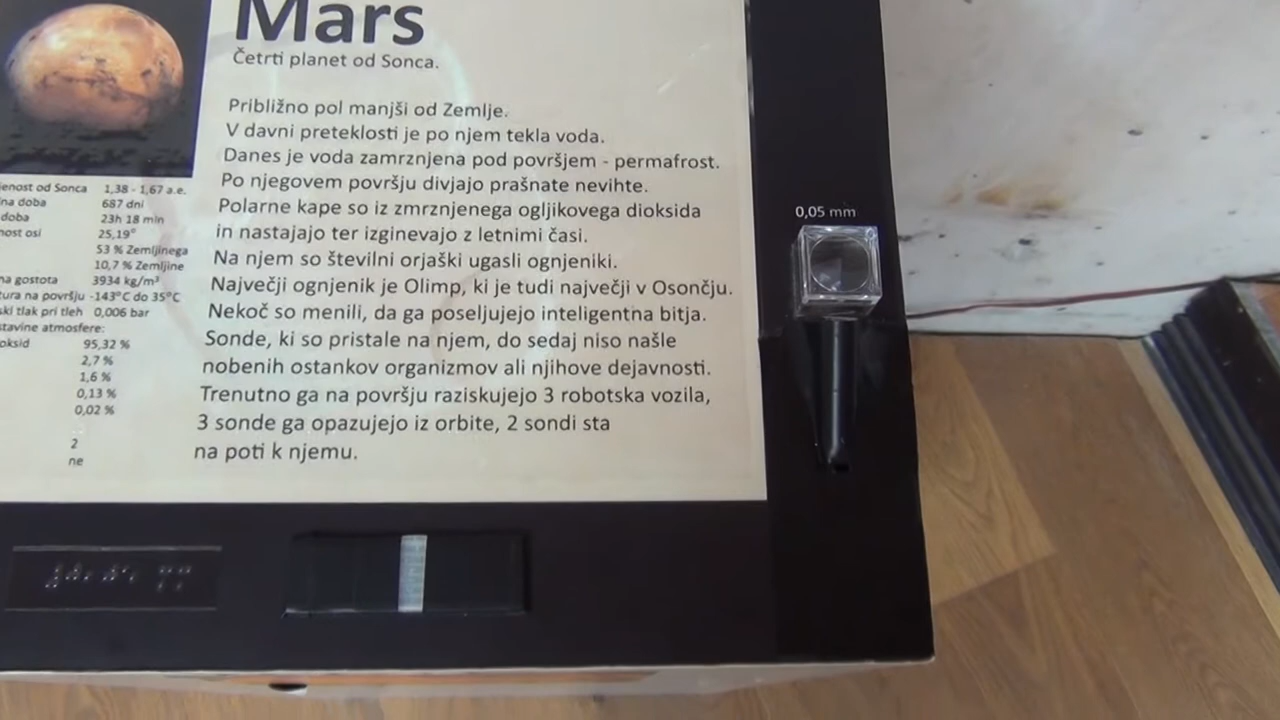 Mars
Četrti planet od Sonca.
Približno pol manjši od Zemlje.
V davni preteklosti je po njem tekla voda.
Danes je voda zamrznjena pod površjem - permafrost.
Po njegovem površju divjajo prašnate nevihte.
Polarne kape so iz zmrznjenega ogljikovega dioksida
in nastajajo ter izginevajo z letnimi časi.
Na njem so številni orjaški ugasli ognjeniki.
Največji ognjenik je Olimp, ki je tudi največji v Osončju.
Nekoč so menili, da ga poseljujejo inteligentna bitja.
Sonde, ki so pristale na njem, do sedaj niso našle
nobenih ostankov organizmov ali njihove dejavnosti.
Trenutno ga na površju raziskujejo 3 robotska vozila,
3 sonde ga opazujejo iz orbite, 2 sondi sta
na poti k njemu.
od Sonca 1,38 - 1,67 a.e.
doba 687 dni
doba 23h 18 min
osi 25,19°
53 % Zemljinega
10,7 % Zemljine
gostota 3934 kg/m³
na površju -143°C do 35°C
tlak pri tleh 0,006 bar
atmosfere:
95,32 %
2,7 %
1,6 %
0,13 %
0,02 %
2
ne
0,05 mm